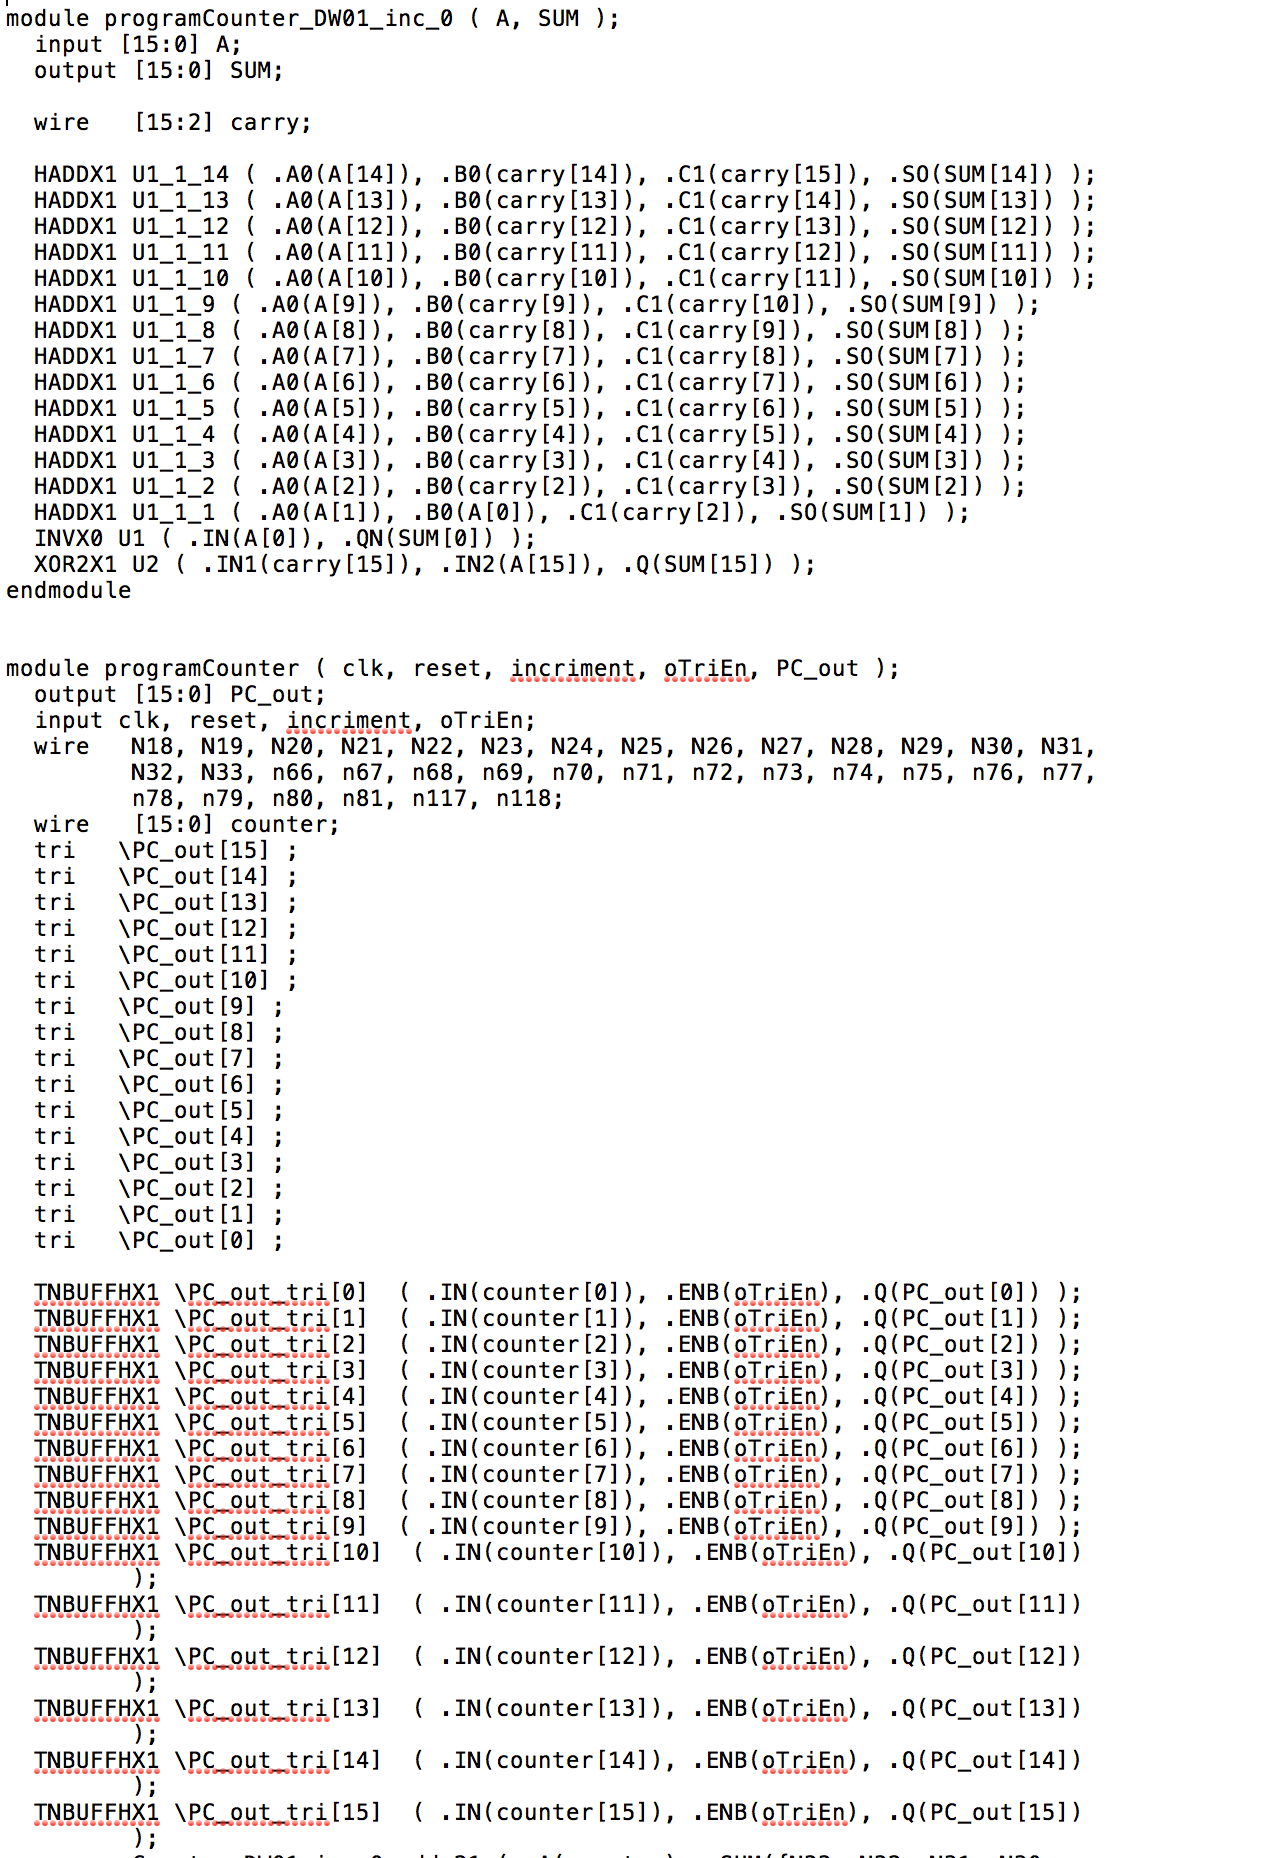 module programCounter_DW01_inc_0 ( A, SUM );
  input [15:0] A;
  output [15:0] SUM;

  wire   [15:2] carry;

  HADDX1 U1_1_14 ( .A0(A[14]), .B0(carry[14]), .C1(carry[15]), .SO(SUM[14]) );
  HADDX1 U1_1_13 ( .A0(A[13]), .B0(carry[13]), .C1(carry[14]), .SO(SUM[13]) );
  HADDX1 U1_1_12 ( .A0(A[12]), .B0(carry[12]), .C1(carry[13]), .SO(SUM[12]) );
  HADDX1 U1_1_11 ( .A0(A[11]), .B0(carry[11]), .C1(carry[12]), .SO(SUM[11]) );
  HADDX1 U1_1_10 ( .A0(A[10]), .B0(carry[10]), .C1(carry[11]), .SO(SUM[10]) );
  HADDX1 U1_1_9 ( .A0(A[9]), .B0(carry[9]), .C1(carry[10]), .SO(SUM[9]) );
  HADDX1 U1_1_8 ( .A0(A[8]), .B0(carry[8]), .C1(carry[9]), .SO(SUM[8]) );
  HADDX1 U1_1_7 ( .A0(A[7]), .B0(carry[7]), .C1(carry[8]), .SO(SUM[7]) );
  HADDX1 U1_1_6 ( .A0(A[6]), .B0(carry[6]), .C1(carry[7]), .SO(SUM[6]) );
  HADDX1 U1_1_5 ( .A0(A[5]), .B0(carry[5]), .C1(carry[6]), .SO(SUM[5]) );
  HADDX1 U1_1_4 ( .A0(A[4]), .B0(carry[4]), .C1(carry[5]), .SO(SUM[4]) );
  HADDX1 U1_1_3 ( .A0(A[3]), .B0(carry[3]), .C1(carry[4]), .SO(SUM[3]) );
  HADDX1 U1_1_2 ( .A0(A[2]), .B0(carry[2]), .C1(carry[3]), .SO(SUM[2]) );
  HADDX1 U1_1_1 ( .A0(A[1]), .B0(A[0]), .C1(carry[2]), .SO(SUM[1]) );
  INVX0 U1 ( .IN(A[0]), .QN(SUM[0]) );
  XOR2X1 U2 ( .IN1(carry[15]), .IN2(A[15]), .Q(SUM[15]) );
endmodule

module programCounter ( clk, reset, incriment, oTriEn, PC_out );
  output [15:0] PC_out;
  input clk, reset, incriment, oTriEn;
  wire   N18, N19, N20, N21, N22, N23, N24, N25, N26, N27, N28, N29, N30, N31,
         N32, N33, n66, n67, n68, n69, n70, n71, n72, n73, n74, n75, n76, n77,
         n78, n79, n80, n81, n117, n118;
  wire   [15:0] counter;
  tri   \PC_out[15] ;
  tri   \PC_out[14] ;
  tri   \PC_out[13] ;
  tri   \PC_out[12] ;
  tri   \PC_out[11] ;
  tri   \PC_out[10] ;
  tri   \PC_out[9] ;
  tri   \PC_out[8] ;
  tri   \PC_out[7] ;
  tri   \PC_out[6] ;
  tri   \PC_out[5] ;
  tri   \PC_out[4] ;
  tri   \PC_out[3] ;
  tri   \PC_out[2] ;
  tri   \PC_out[1] ;
  tri   \PC_out[0] ;

  TNBUFFHX1 \PC_out_tri[0]  ( .IN(counter[0]), .ENB(oTriEn), .Q(PC_out[0]) );
  TNBUFFHX1 \PC_out_tri[1]  ( .IN(counter[1]), .ENB(oTriEn), .Q(PC_out[1]) );
  TNBUFFHX1 \PC_out_tri[2]  ( .IN(counter[2]), .ENB(oTriEn), .Q(PC_out[2]) );
  TNBUFFHX1 \PC_out_tri[3]  ( .IN(counter[3]), .ENB(oTriEn), .Q(PC_out[3]) );
  TNBUFFHX1 \PC_out_tri[4]  ( .IN(counter[4]), .ENB(oTriEn), .Q(PC_out[4]) );
  TNBUFFHX1 \PC_out_tri[5]  ( .IN(counter[5]), .ENB(oTriEn), .Q(PC_out[5]) );
  TNBUFFHX1 \PC_out_tri[6]  ( .IN(counter[6]), .ENB(oTriEn), .Q(PC_out[6]) );
  TNBUFFHX1 \PC_out_tri[7]  ( .IN(counter[7]), .ENB(oTriEn), .Q(PC_out[7]) );
  TNBUFFHX1 \PC_out_tri[8]  ( .IN(counter[8]), .ENB(oTriEn), .Q(PC_out[8]) );
  TNBUFFHX1 \PC_out_tri[9]  ( .IN(counter[9]), .ENB(oTriEn), .Q(PC_out[9]) );
  TNBUFFHX1 \PC_out_tri[10]  ( .IN(counter[10]), .ENB(oTriEn), .Q(PC_out[10])
         );
  TNBUFFHX1 \PC_out_tri[11]  ( .IN(counter[11]), .ENB(oTriEn), .Q(PC_out[11])
         );
  TNBUFFHX1 \PC_out_tri[12]  ( .IN(counter[12]), .ENB(oTriEn), .Q(PC_out[12])
         );
  TNBUFFHX1 \PC_out_tri[13]  ( .IN(counter[13]), .ENB(oTriEn), .Q(PC_out[13])
         );
  TNBUFFHX1 \PC_out_tri[14]  ( .IN(counter[14]), .ENB(oTriEn), .Q(PC_out[14])
         );
  TNBUFFHX1 \PC_out_tri[15]  ( .IN(counter[15]), .ENB(oTriEn), .Q(PC_out[15])
         );